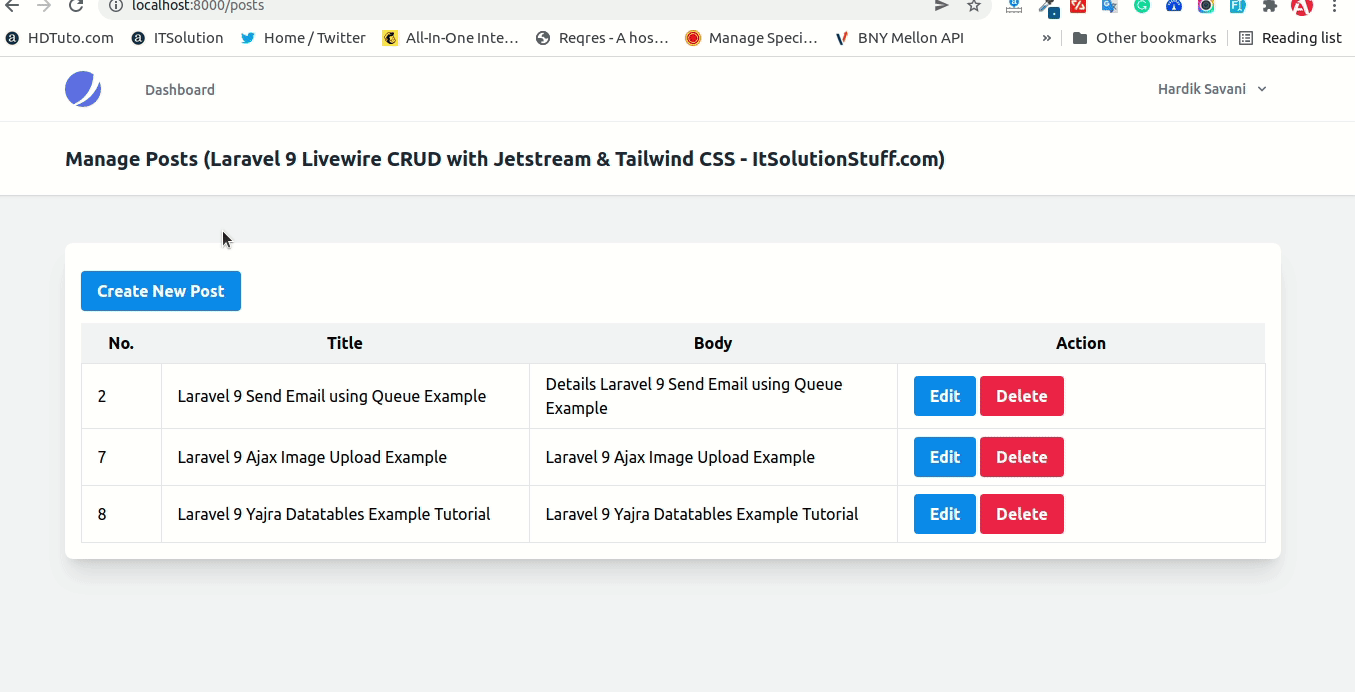 localhost:8000/posts
HDTuto.com ITSolution Home / Twitter All-In-One Inte... Reqres - A hos... Manage Speci... BNY Mellon API » Other bookmarks Reading list
Dashboard Hardik Savani
Manage Posts (Laravel 9 Livewire CRUD with Jetstream & Tailwind CSS - ItSolutionStuff.com)
Create New Post
No. Title Body Action
2 Laravel 9 Send Email using Queue Example Details Laravel 9 Send Email using Queue
Example Edit Delete
7 Laravel 9 Ajax Image Upload Example Laravel 9 Ajax Image Upload Example Edit Delete
8 Laravel 9 Yajra Datatables Example Tutorial Laravel 9 Yajra Datatables Example Tutorial Edit Delete